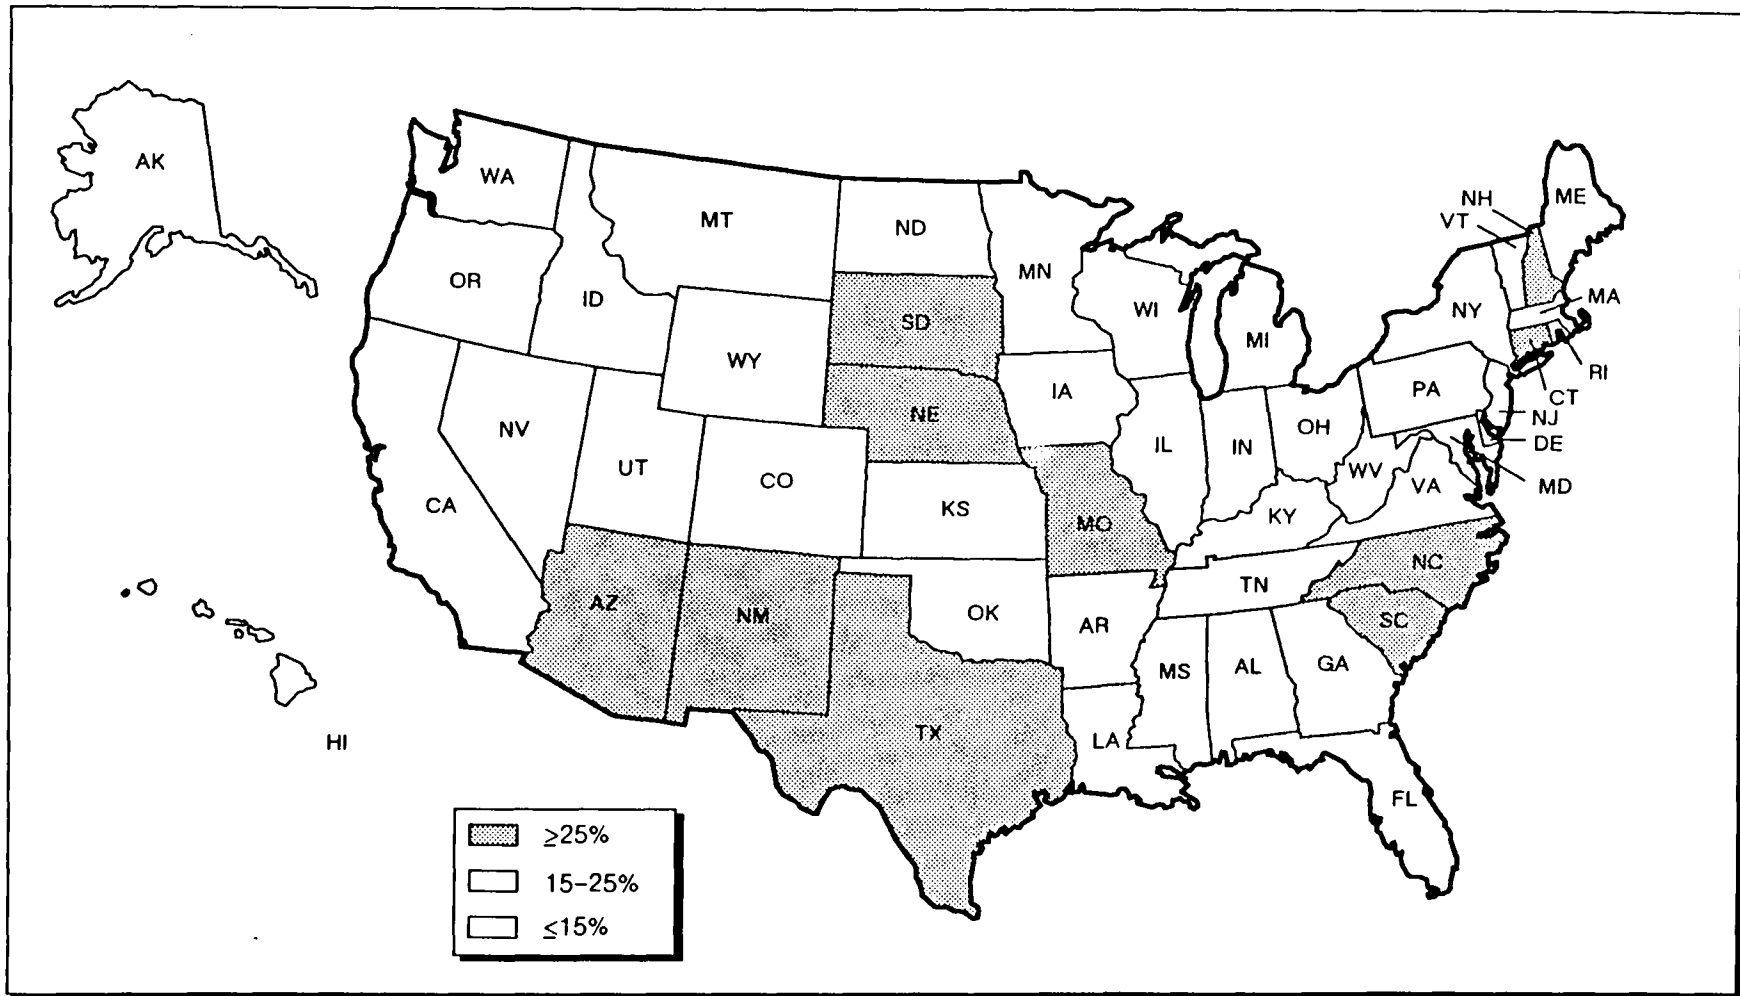 AK
WA
MT
ND
MN
NH
VT
ME
OR
ID
SD
WI
MI
NY
MA
WY
IA
PA
RI
CT
NJ
NE
NV
UT
CO
IL
IN
OH
DE
WV
MD
CA
KS
MO
KY
VA
AZ
NM
OK
AR
TN
NC
SC
MS
AL
GA
TX
LA
HI
FL
≥25%
15-25%
≤15%